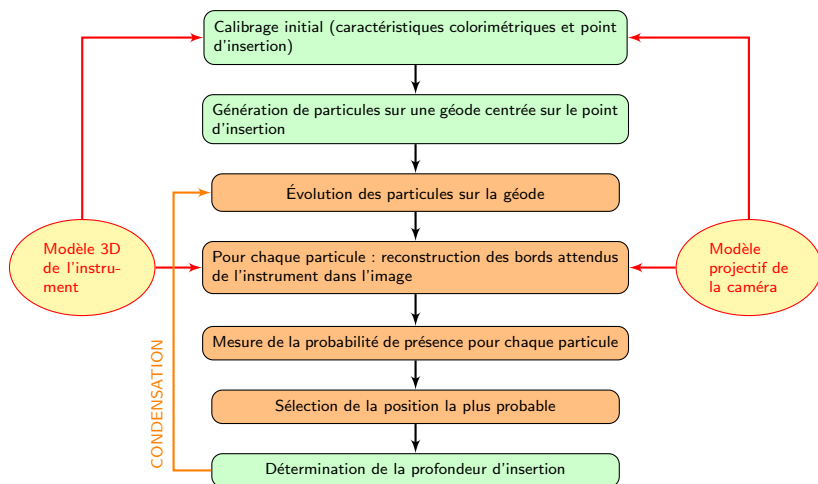 Calibrage initial (caractéristiques colorimétriques et point
d'insertion)
Génération de particules sur une géode centrée sur le point
d'insertion
Évolution des particules sur la géode
Modèle 3D
de l'instru-
ment
Pour chaque particule : reconstruction des bords attendus
de l'instrument dans l'image
Modèle
projectif de
la caméra
Mesure de la probabilité de présence pour chaque particule
CONDENSATION
Sélection de la position la plus probable
Détermination de la profondeur d'insertion